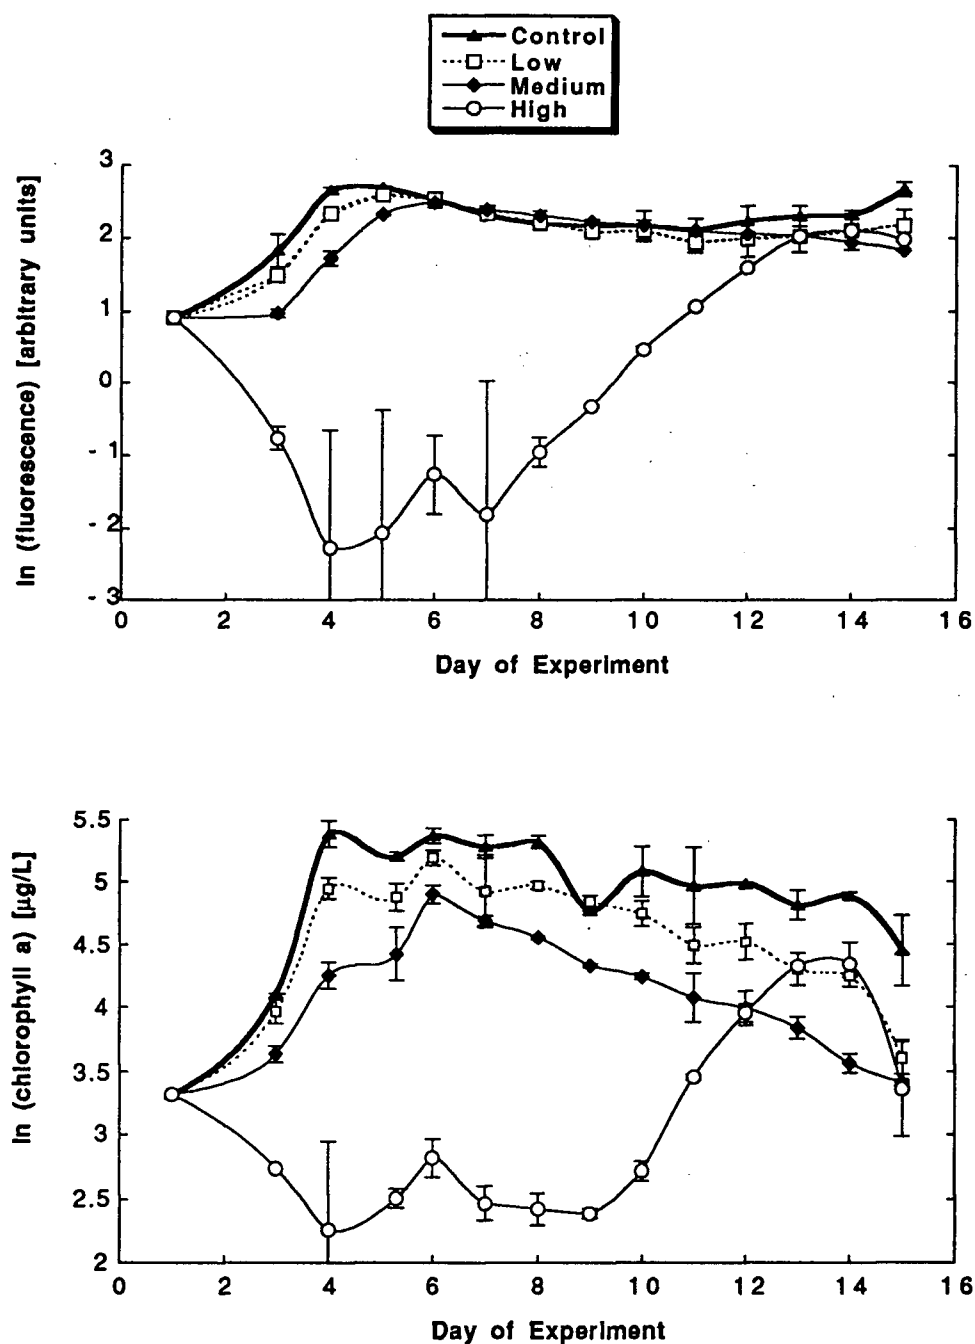 Control
Low
Medium
High
ln (fluorescence) [arbitrary units]
3
2
1
0
- 1
- 2
- 3
0 2 4 6 8 10 12 14 16
Day of Experiment
ln (chlorophyll a) [µg/L]
5.5
5
4.5
4
3.5
3
2.5
2
0 2 4 6 8 10 12 14 16
Day of Experiment